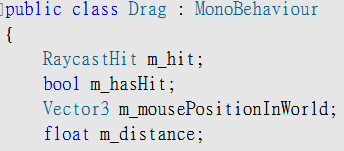 public class Drag : MonoBehaviour
{
RaycastHit m_hit;
bool m_hasHit;
Vector3 m_mousePositionInWorld;
float m_distance;